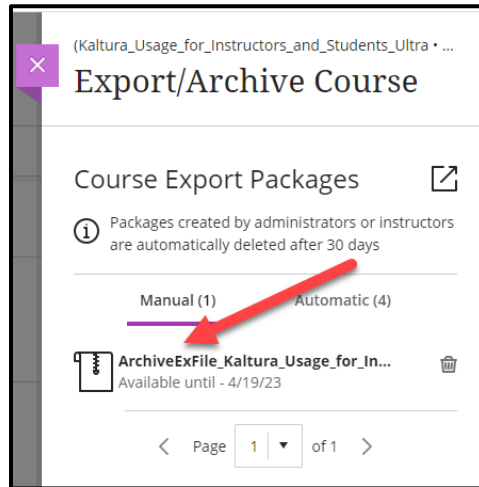 (Kaltura_Usage_for_Instructors_and_Students_Ultra • ...
Export/Archive Course
Course Export Packages
Packages created by administrators or instructors
are automatically deleted after 30 days
Manual (1) Automatic (4)
ArchiveExFile_Kaltura_Usage_for_In...
Available until - 4/19/23
Page 1 of 1